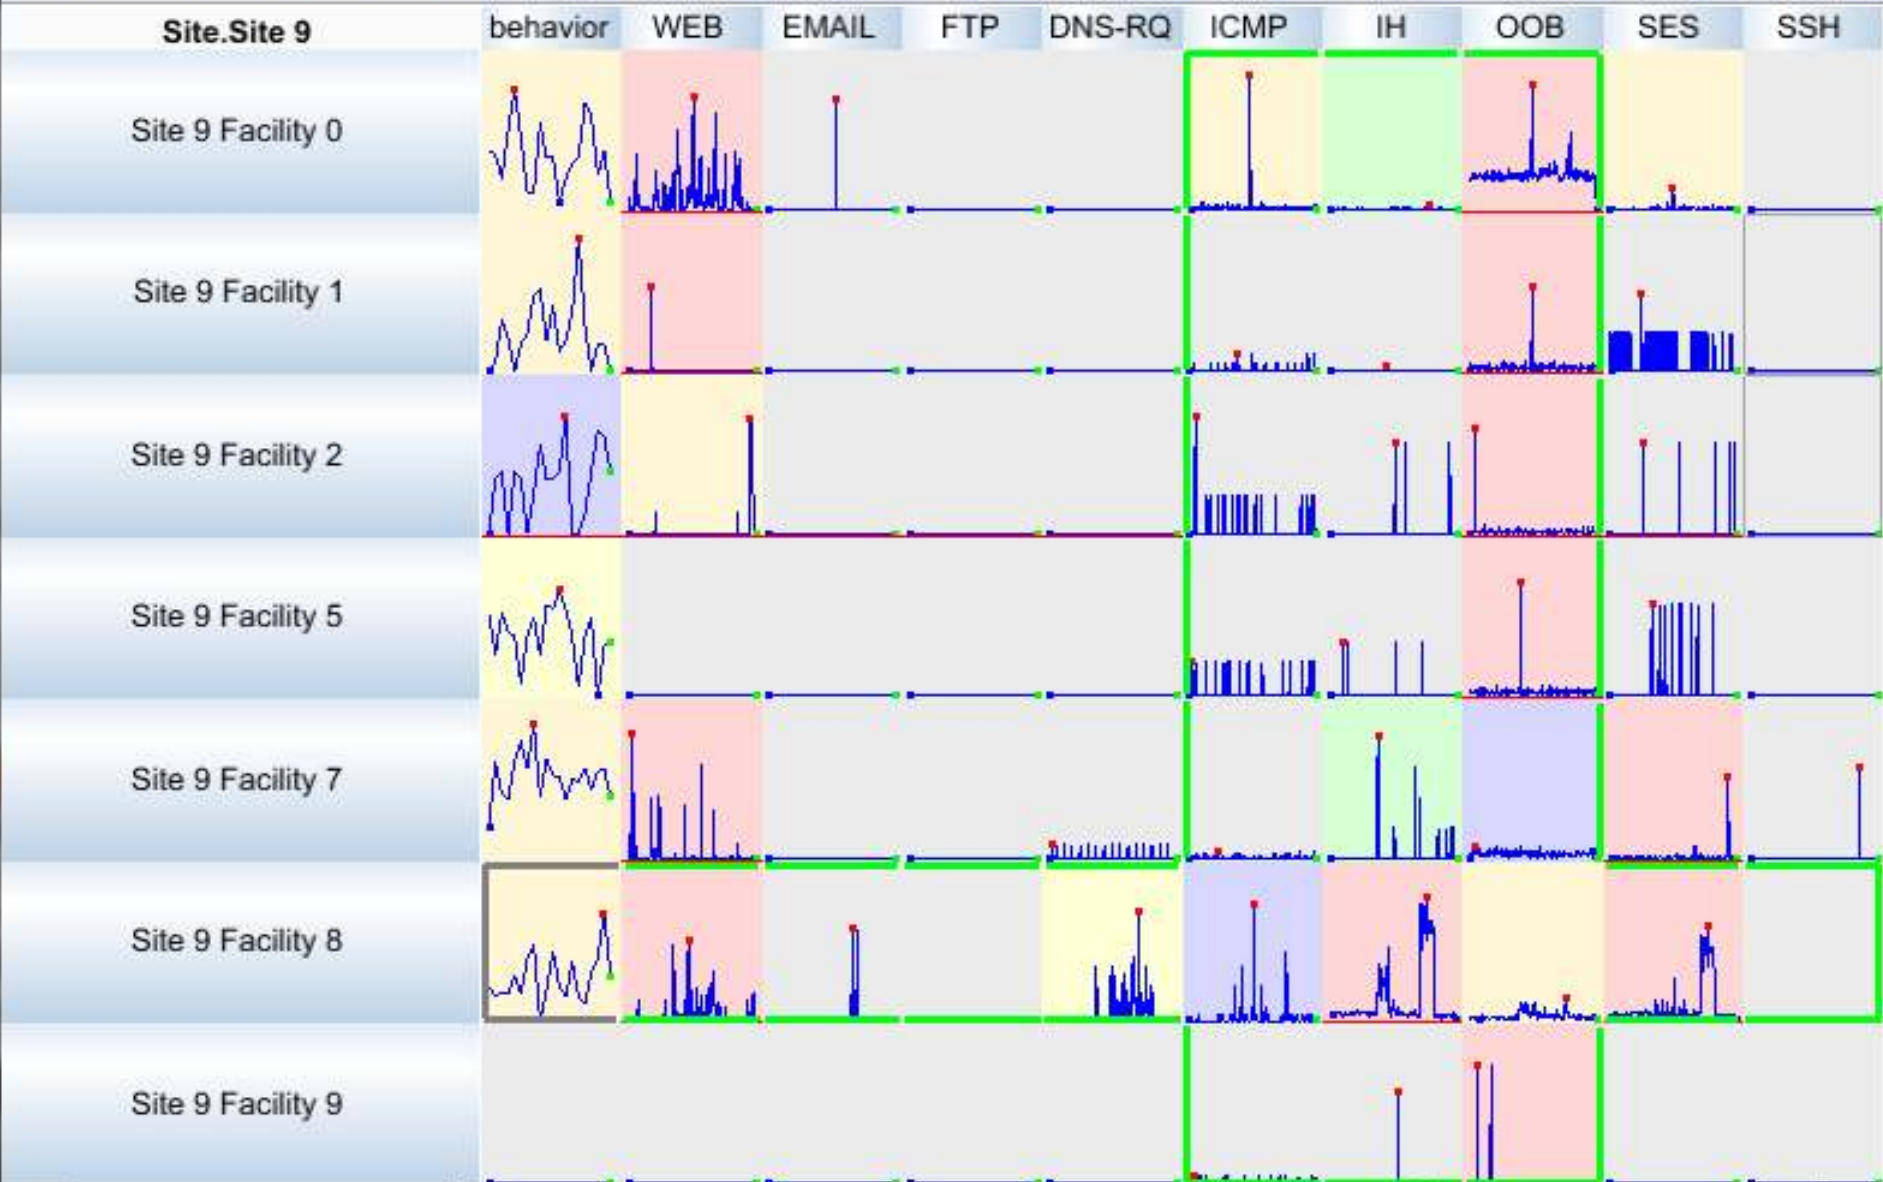 Site.Site 9 behavior WEB EMAIL FTP DNS-RQ ICMP IH OOB SES SSH
Site 9 Facility 0
Site 9 Facility 1
Site 9 Facility 2
Site 9 Facility 5
Site 9 Facility 7
Site 9 Facility 8
Site 9 Facility 9